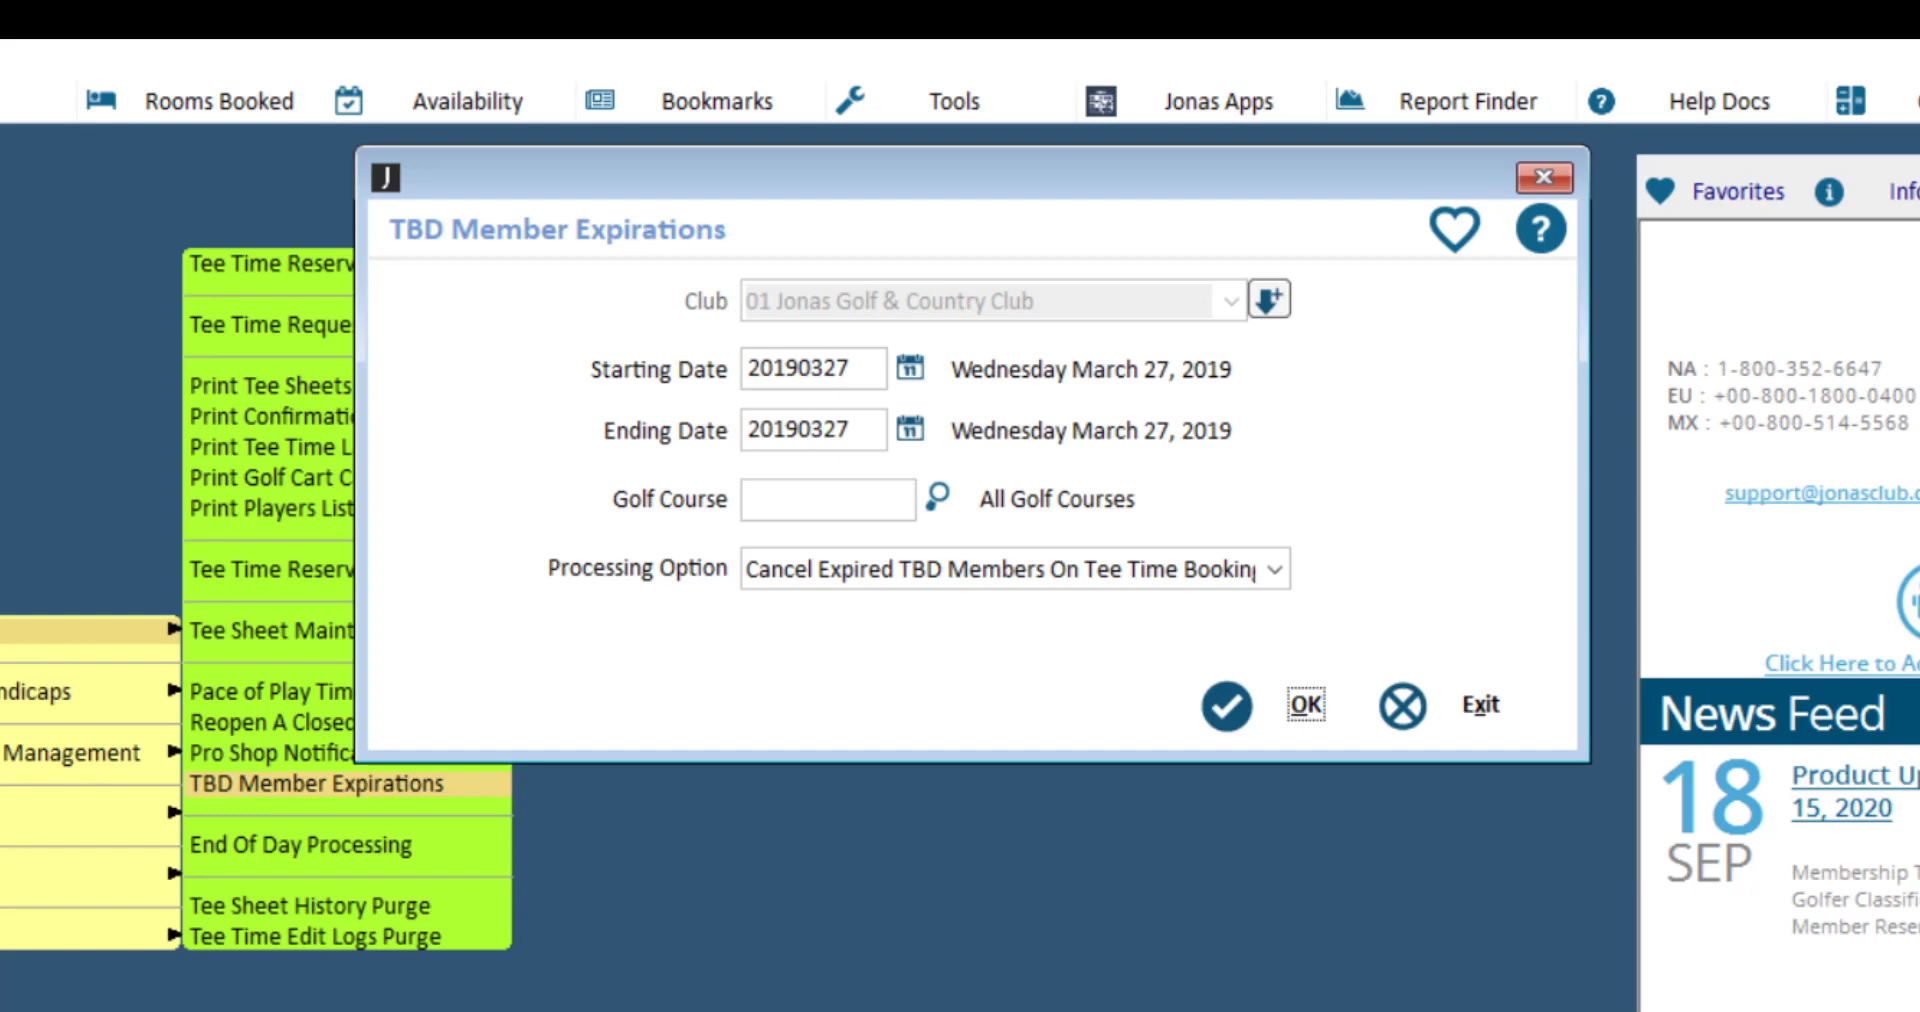 Rooms Booked
Availability
Bookmarks
Tools
Jonas Apps
Report Finder
Help Docs
J
TBD Member Expirations
Club
01 Jonas Golf & Country Club
Starting Date
20190327
Wednesday March 27, 2019
Ending Date
20190327
Wednesday March 27, 2019
Golf Course
All Golf Courses
Processing Option
Cancel Expired TBD Members On Tee Time Bookin
OK
Exit
Tee Time Reserv
Tee Time Reque
Print Tee Sheets
Print Confirmati
Print Tee Time L
Print Golf Cart C
Print Players List
Tee Time Reserv
Tee Sheet Maint
Pace of Play Tim
Reopen A Closed
Pro Shop Notific
TBD Member Expirations
End Of Day Processing
Tee Sheet History Purge
Tee Time Edit Logs Purge
ndicaps
Management
Favorites
Inf
NA : 1-800-352-6647
EU : +00-800-1800-0400
MX : +00-800-514-5568
support@jonasclub.
Click Here to A
News Feed
18
SEP
Product Up
15, 2020
Membership T
Golfer Classifi
Member Rese